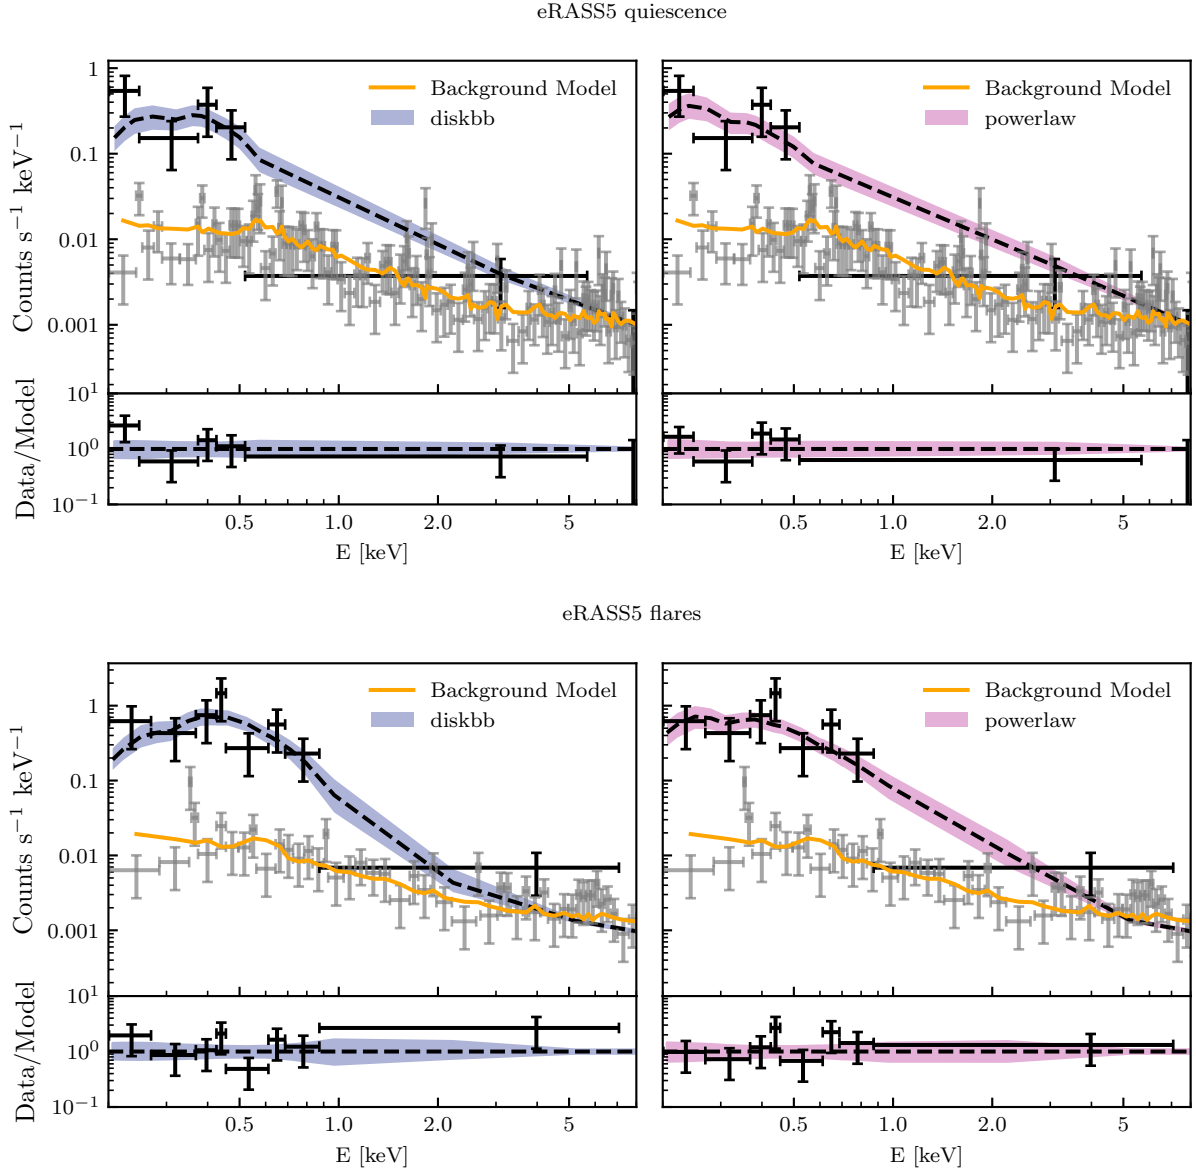 eRASS5 quiescence
Counts s⁻¹ keV⁻¹
1
0.1
0.01
0.001
Background Model
diskbb
Background Model
powerlaw
Data/Model
10¹
10⁰
10⁻¹
0.5 1.0 2.0 5
E [keV]
0.5 1.0 2.0 5
E [keV]
eRASS5 flares
Counts s⁻¹ keV⁻¹
1
0.1
0.01
0.001
Background Model
diskbb
Background Model
powerlaw
Data/Model
10¹
10⁰
10⁻¹
0.5 1.0 2.0 5
E [keV]
0.5 1.0 2.0 5
E [keV]